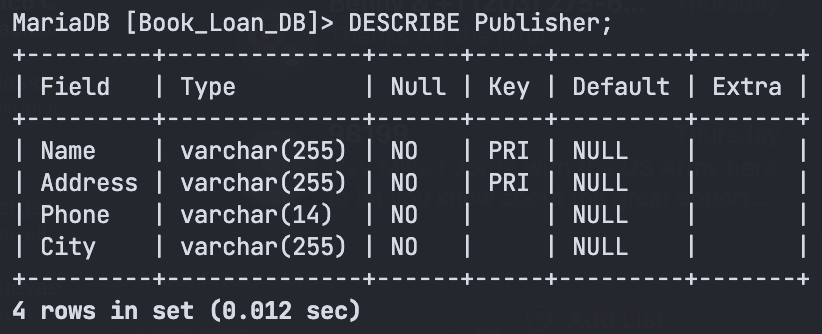 MariaDB [Book_Loan_DB]> DESCRIBE Publisher;
+---------+--------------+------+-----+---------+-------+
| Field   | Type         | Null | Key | Default | Extra |
+---------+--------------+------+-----+---------+-------+
| Name    | varchar(255) | NO   | PRI | NULL    |       |
| Address | varchar(255) | NO   | PRI | NULL    |       |
| Phone   | varchar(14)  | NO   |     | NULL    |       |
| City    | varchar(255) | NO   |     | NULL    |       |
+---------+--------------+------+-----+---------+-------+
4 rows in set (0.012 sec)